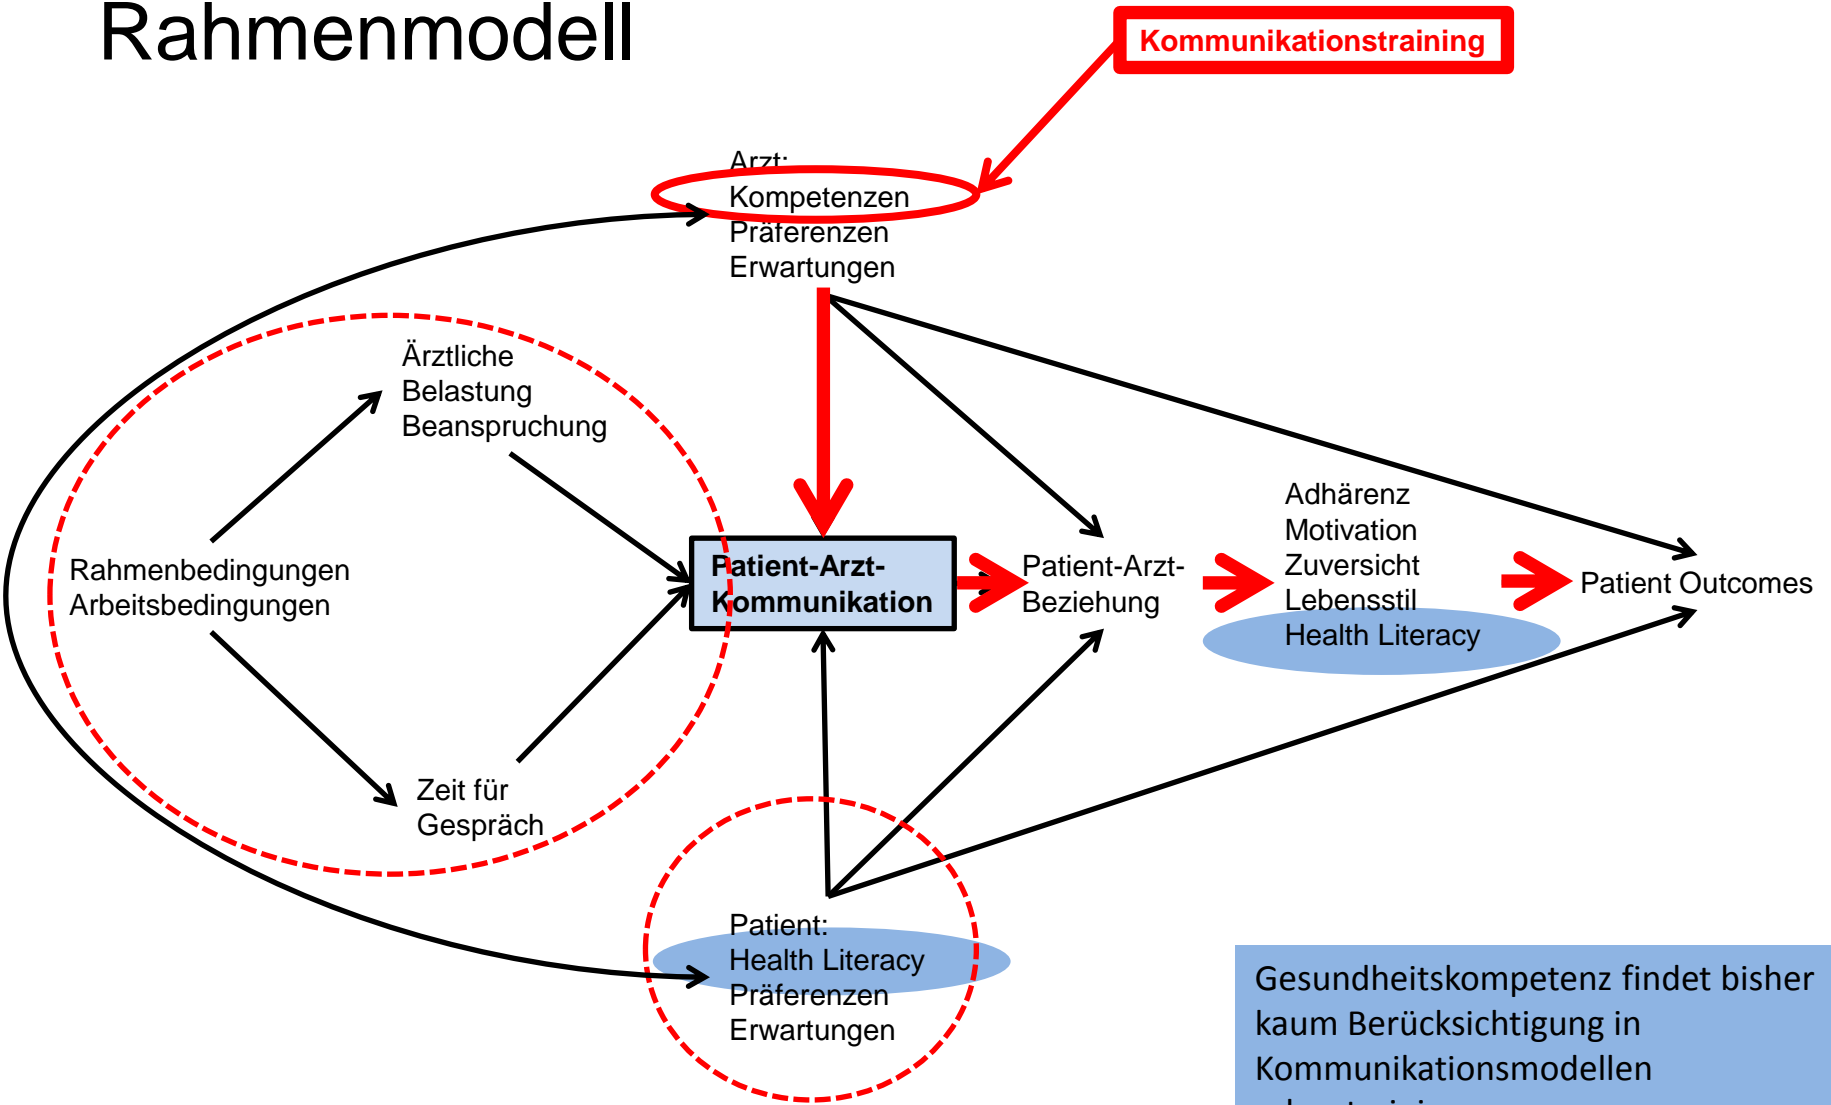 Rahmenmodell
Kommunikationstraining
Arzt:
Kompetenzen
Präferenzen
Erwartungen
Ärztliche
Belastung
Beanspruchung
Rahmenbedingungen
Arbeitsbedingungen
Patient-Arzt-
Kommunikation
Patient-Arzt-
Beziehung
Adhärenz
Motivation
Zuversicht
Lebensstil
Health Literacy
Patient Outcomes
Zeit für
Gespräch
Patient:
Health Literacy
Präferenzen
Erwartungen
Gesundheitskompetenz findet bisher
kaum Berücksichtigung in
Kommunikationsmodellen